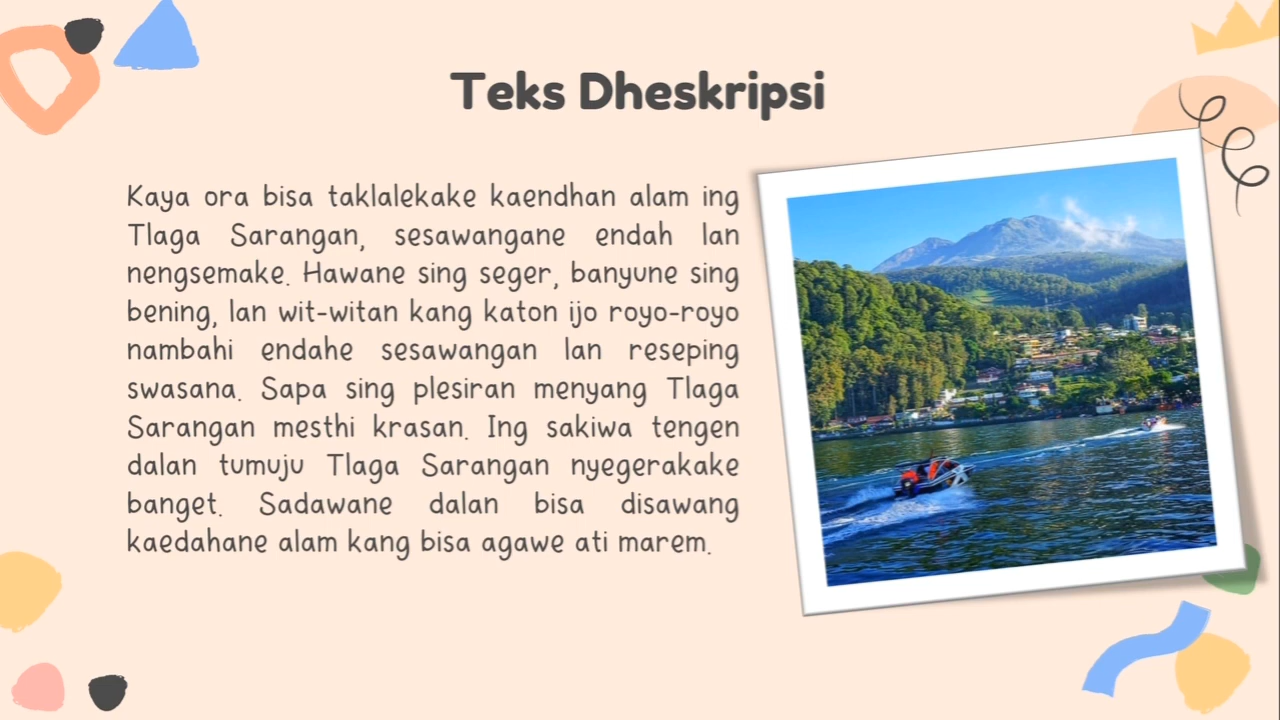 Teks Dheskripsi
Kaya ora bisa taklalekake kaendhan alam ing
Tlaga Sarangan, sesawangane endah lan
nengsemake. Hawane sing seger, banyune sing
bening, lan wit-witan kang katon ijo royo-royo
nambahi endahe sesawangan lan reseping
swasana. Sapa sing plesiran menyang Tlaga
Sarangan mesthi krasan. Ing sakiwa tengen
dalan tumuju Tlaga Sarangan nyegerakake
banget. Sadawane dalan bisa disawang
kaedahane alam kang bisa agawe ati marem.